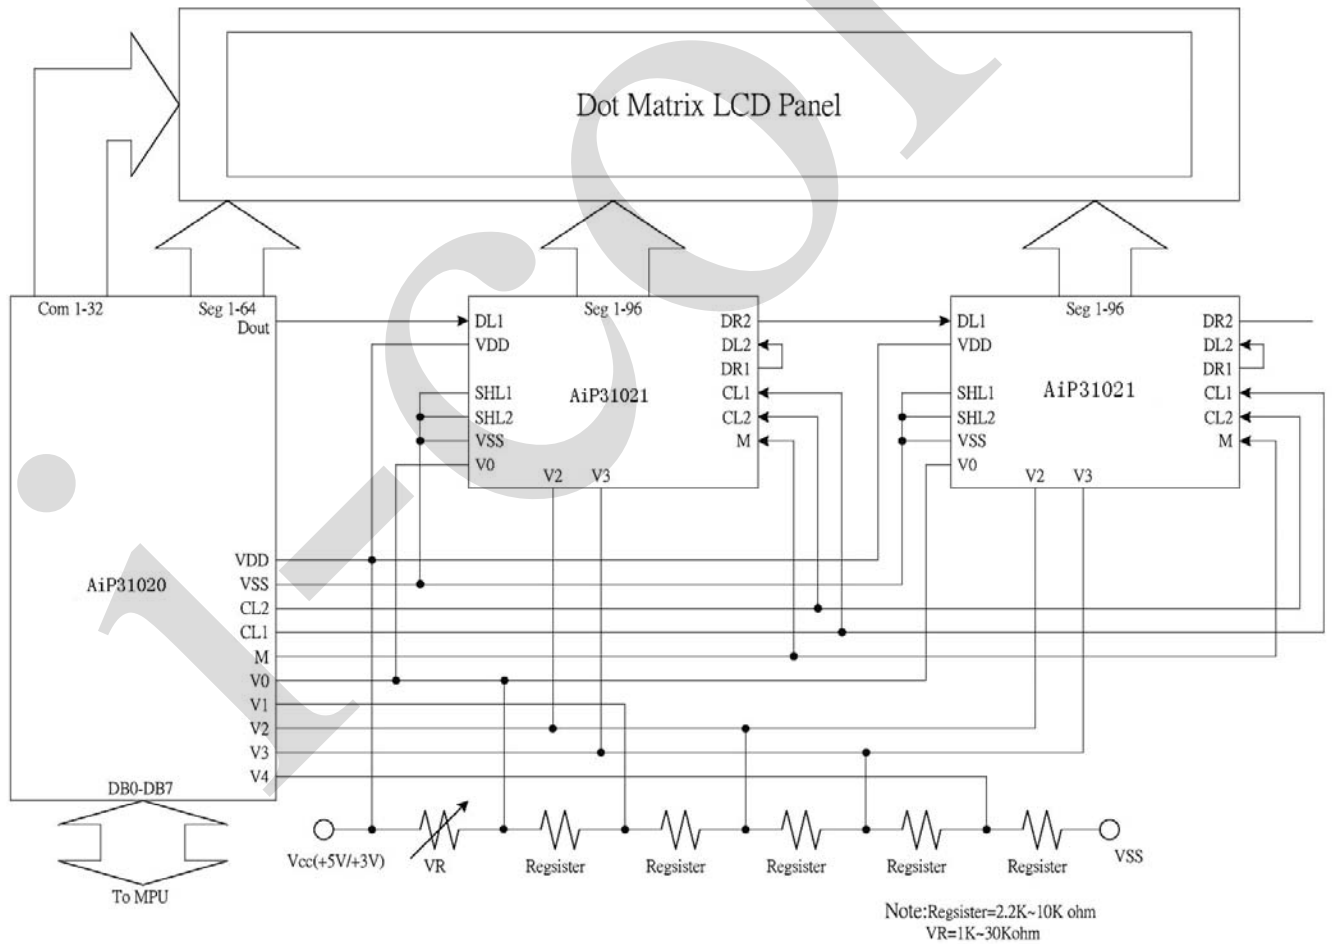 Dot Matrix LCD Panel
Com 1-32
Seg 1-64
Dout
DL1
VDD
SHL1
SHL2
VSS
V0
Seg 1-96
AiP31021
V2
V3
DR2
DL2
DR1
CL1
CL2
M
DL1
VDD
SHL1
SHL2
VSS
V0
Seg 1-96
AiP31021
V2
V3
DR2
DL2
DR1
CL1
CL2
M
AiP31020
VDD
VSS
CL2
CL1
M
V0
V1
V2
V3
V4
DB0-DB7
To MPU
Vcc(+5V/+3V)
VR
Regsister
Regsister
Regsister
Regsister
Regsister
VSS
Note:Regsister=2.2K~10K ohm
VR=1K~30Kohm
i-cor